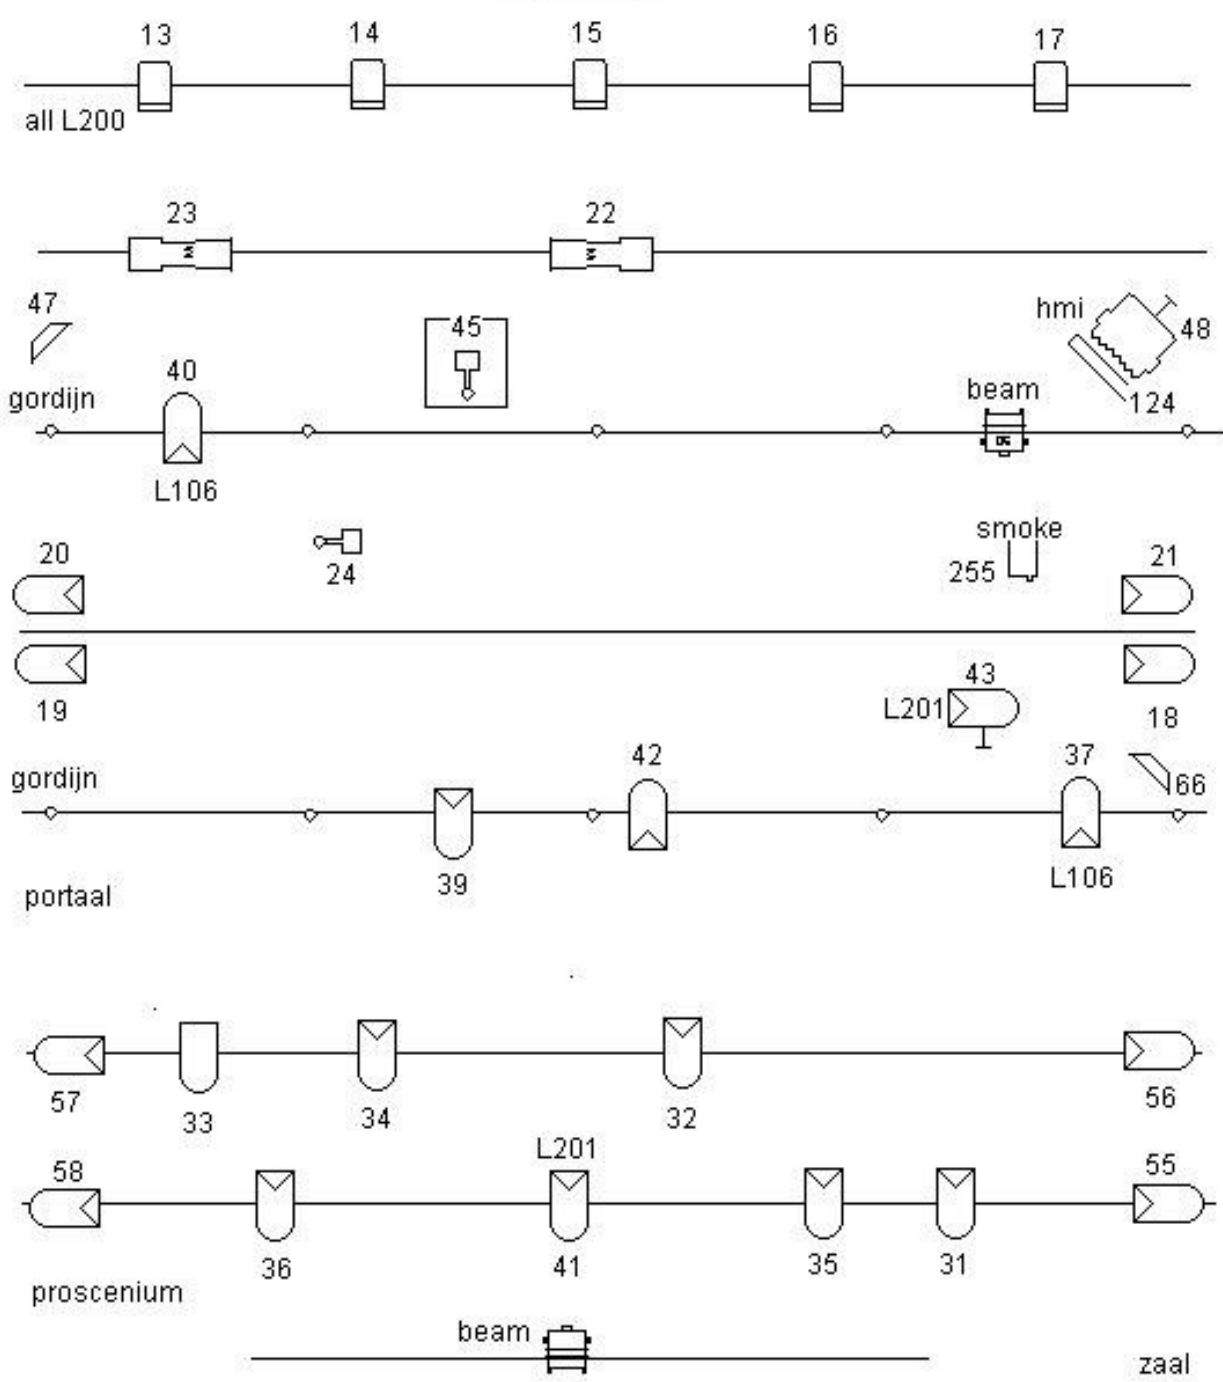 13 14 15 16 17
all L200
23 22
47 45 hmi 48
40
gordijn beam 124
L106
smoke
20 24 255 21
19 43 18
L201
42 37
gordijn 66
39 L106
portaal
57 33 34 32 56
L201
58 55
36 41 35 31
proscenium
beam
zaal